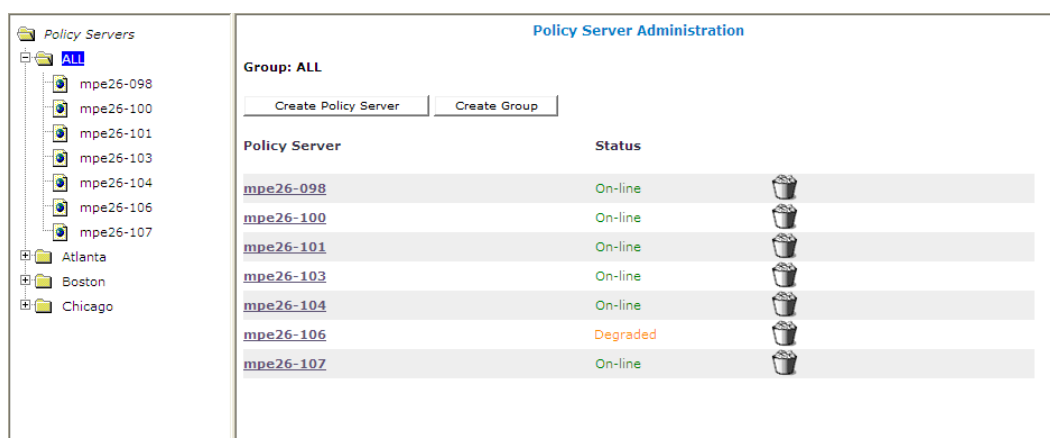 Policy Servers
ALL
mpe26-098
mpe26-100
mpe26-101
mpe26-103
mpe26-104
mpe26-106
mpe26-107
Atlanta
Boston
Chicago
Policy Server Administration
Group: ALL
Create Policy Server Create Group
Policy Server Status
mpe26-098 On-line
mpe26-100 On-line
mpe26-101 On-line
mpe26-103 On-line
mpe26-104 On-line
mpe26-106 Degraded
mpe26-107 On-line